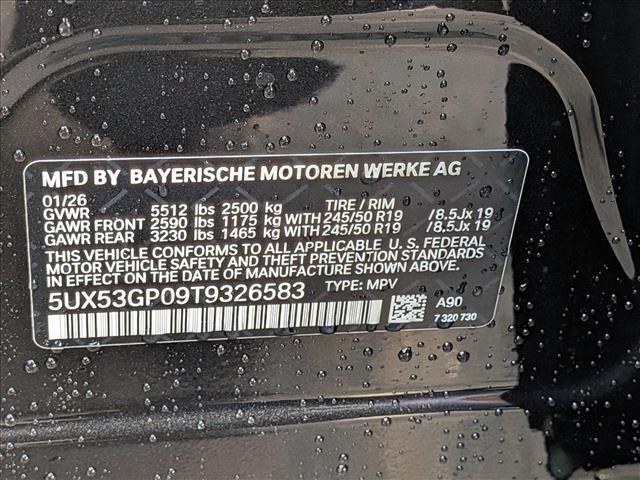 MFD BY BAYERISCHE MOTOREN WERKE AG
01/26 TIRE / RIM
GVWR 5512 lbs 2500 kg
GAWR FRONT 2590 lbs 1175 kg WITH 245/50 R19 /8.5Jx 19
GAWR REAR 3230 lbs 1465 kg WITH 245/50 R19 /8.5Jx 19
THIS VEHICLE CONFORMS TO ALL APPLICABLE U. S. FEDERAL
MOTOR VEHICLE SAFETY AND THEFT PREVENTION STANDARDS
IN EFFECT ON THE DATE OF MANUFACTURE SHOWN ABOVE.
5UX53GP09T9326583 TYPE: MPV
A90
7 320 730